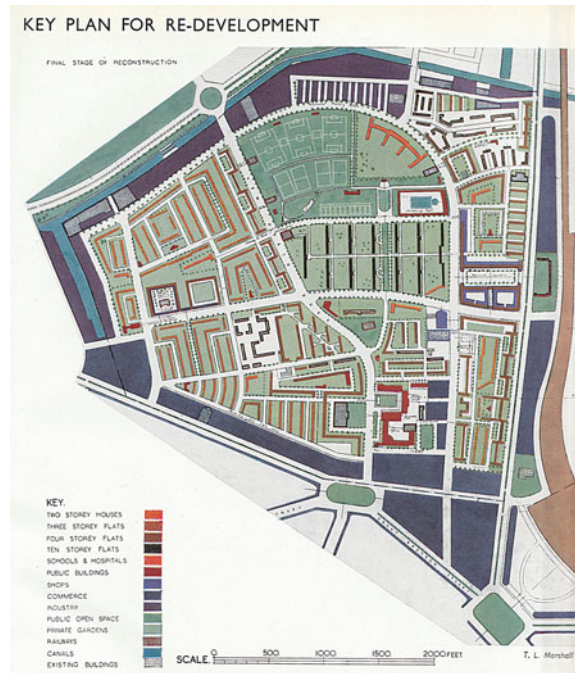 KEY PLAN FOR RE-DEVELOPMENT
FINAL STAGE OF RECONSTRUCTION
KEY.
TWO STOREY HOUSES
THREE STOREY FLATS
FOUR STOREY FLATS
TEN STOREY FLATS
SCHOOLS & HOSPITALS
PUBLIC BUILDINGS
SHOPS
COMMERCE
INDUSTRY
PUBLIC OPEN SPACE
PRIVATE GARDENS
RAILWAYS
CANALS
EXISTING BUILDINGS
SCALE.
0 500 1000 1500 2000 FEET.
T. L. Marshall